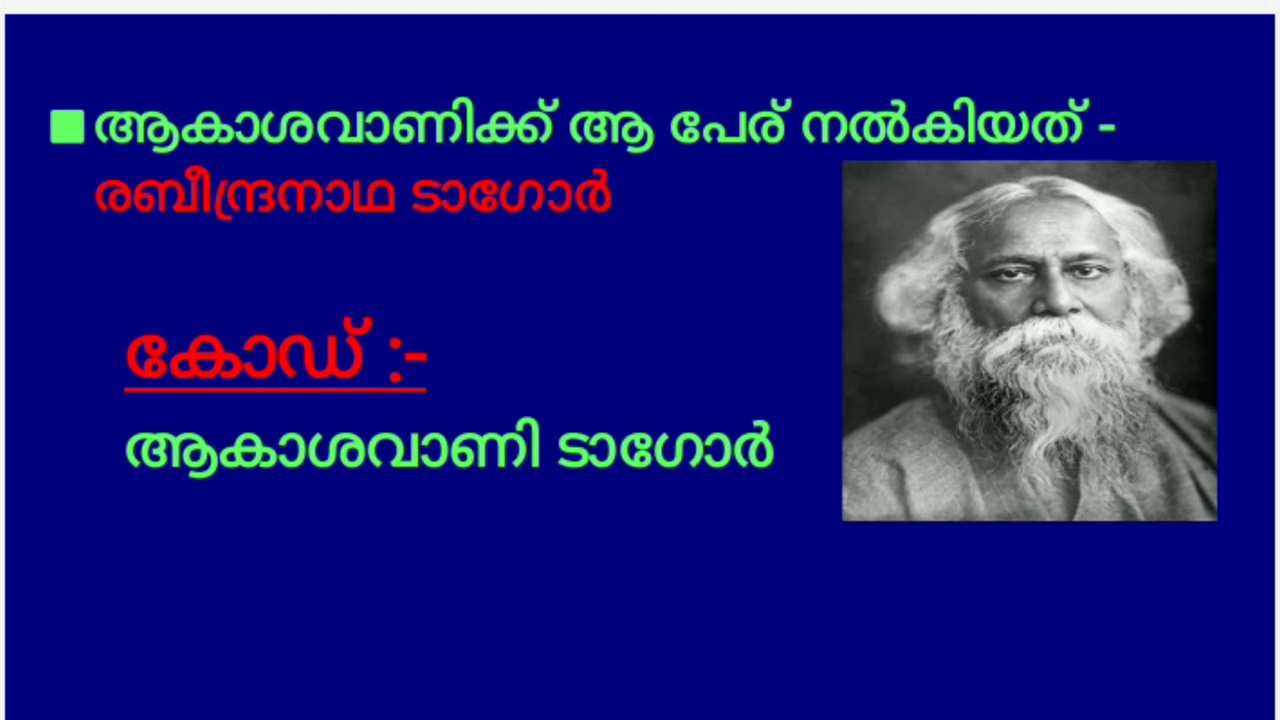 ആകാശവാണിക്ക് ആ പേര് നൽകിയത് -
രബീന്ദ്രനാഥ ടാഗോർ
കോഡ് :-
ആകാശവാണി ടാഗോർ